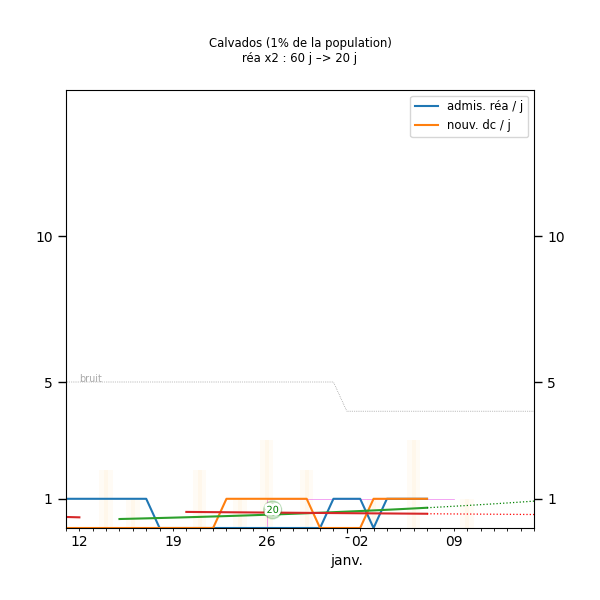 Calvados (1% de la population)
réa x2 : 60 j –> 20 j
admis. réa / j
nouv. dc / j
10 10
bruit
5 5
1 1
20
12 19 26 02 09
janv.